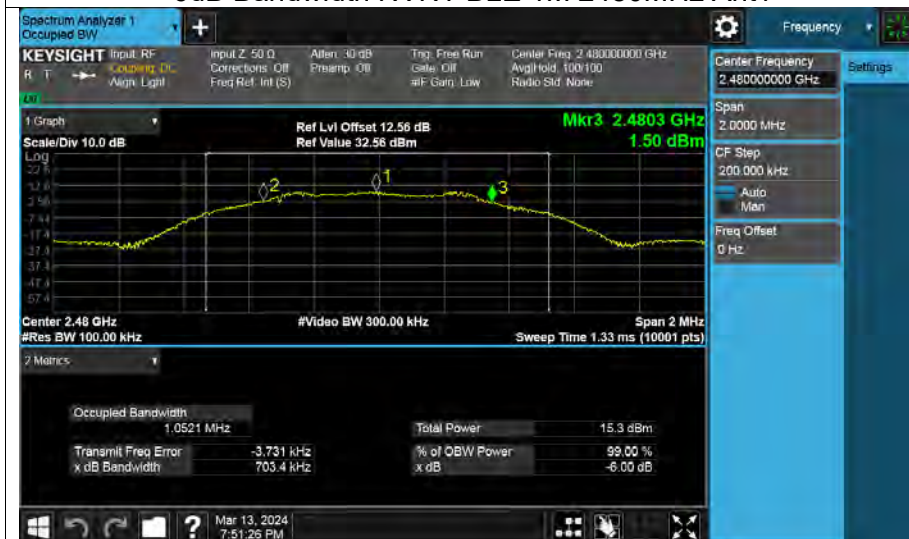 6dB Bandwidth NVNT BLE 1M 2480MHz Ant1
Spectrum Analyzer 1
Occupied BW
+
Frequency
KEYSIGHT Input: RF
Input Z: 50 Ω
Atten: 30 dB
Trig: Free Run
Center Freq: 2.480000000 GHz
R T
Corrections: Off
Preamp: Off
Gate: Off
Avg|Hold: 100/100
Align: Light
Freq Ref: Int (S)
#IF Gain: Low
Radio Std: None
Center Frequency
2.480000000 GHz
Settings
Span
2.0000 MHz
CF Step
200.000 kHz
Auto
Man
Freq Offset
0 Hz
1 Graph
Scale/Div 10.0 dB
Ref Lvl Offset 12.56 dB
Ref Value 32.56 dBm
Mkr3 2.4803 GHz
1.50 dBm
Log
2
1
3
Center 2.48 GHz
#Video BW 300.00 kHz
Span 2 MHz
#Res BW 100.00 kHz
Sweep Time 1.33 ms (10001 pts)
2 Metrics
Occupied Bandwidth
1.0521 MHz
Total Power 15.3 dBm
Transmit Freq Error -3.731 kHz
% of OBW Power 99.00 %
x dB Bandwidth 703.4 kHz
x dB -6.00 dB
?
Mar 13, 2024
7:51:26 PM